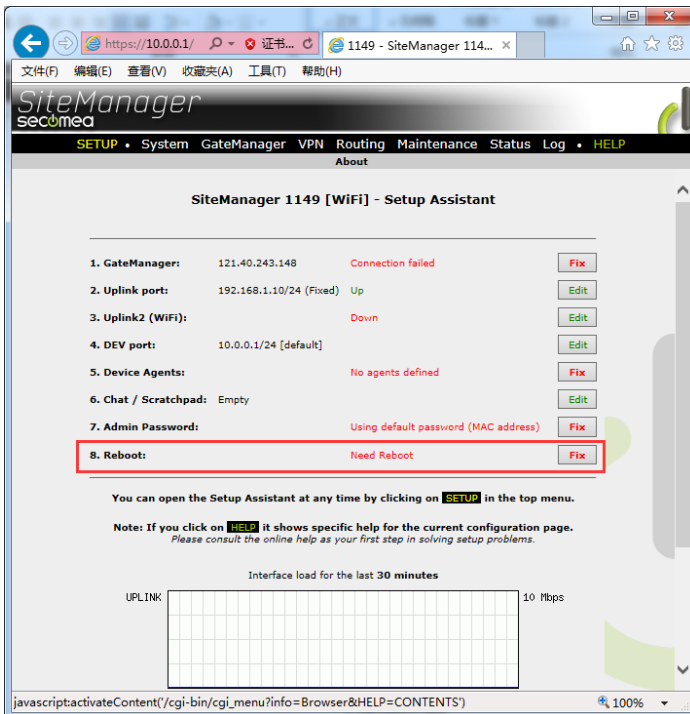 https://10.0.0.1/ 证书... 1149 - SiteManager 114...
文件(F) 编辑(E) 查看(V) 收藏夹(A) 工具(T) 帮助(H)
SiteManager
secomea
SETUP • System GateManager VPN Routing Maintenance Status Log • HELP
About
SiteManager 1149 [WiFi] - Setup Assistant
1. GateManager: 121.40.243.148 Connection failed Fix
2. Uplink port: 192.168.1.10/24 (Fixed) Up Edit
3. Uplink2 (WiFi): Down Edit
4. DEV port: 10.0.0.1/24 [default] Edit
5. Device Agents: No agents defined Fix
6. Chat / Scratchpad: Empty Edit
7. Admin Password: Using default password (MAC address) Fix
8. Reboot: Need Reboot Fix
You can open the Setup Assistant at any time by clicking on SETUP in the top menu.
Note: If you click on HELP it shows specific help for the current configuration page.
Please consult the online help as your first step in solving setup problems.
Interface load for the last 30 minutes
UPLINK 10 Mbps
javascript:activateContent('/cgi-bin/cgi_menu?info=Browser&HELP=CONTENTS') 100%